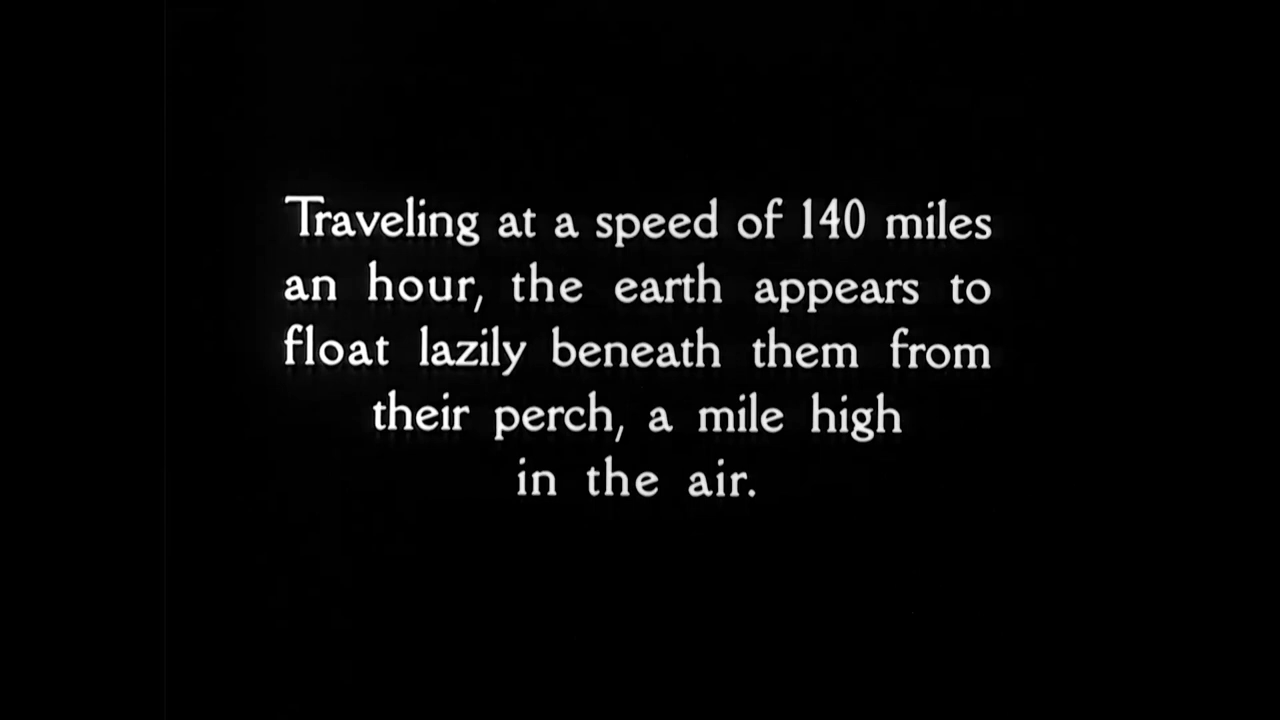 Traveling at a speed of 140 miles
an hour, the earth appears to
float lazily beneath them from
their perch, a mile high
in the air.